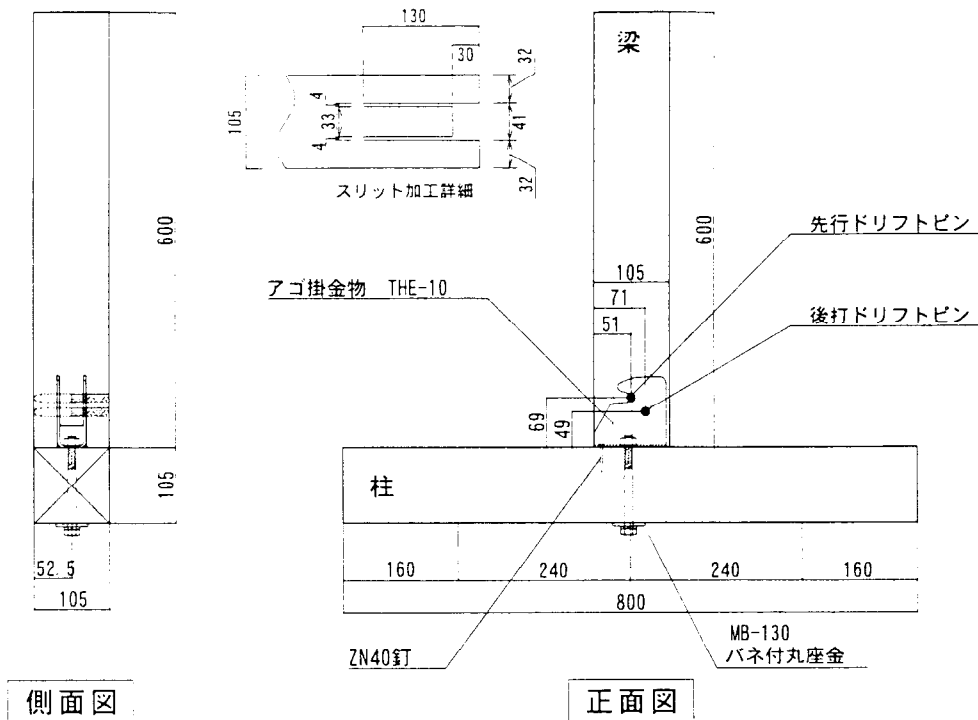 130
30
32
4
33
4
105
41
32
スリット加工詳細
600
105
52.5
105
側面図
梁
600
先行ドリフトピン
105
71
51
後打ドリフトピン
アゴ掛金物 THE-10
69
49
柱
160
240
240
160
800
ZN40釘
MB-130
バネ付丸座金
正面図